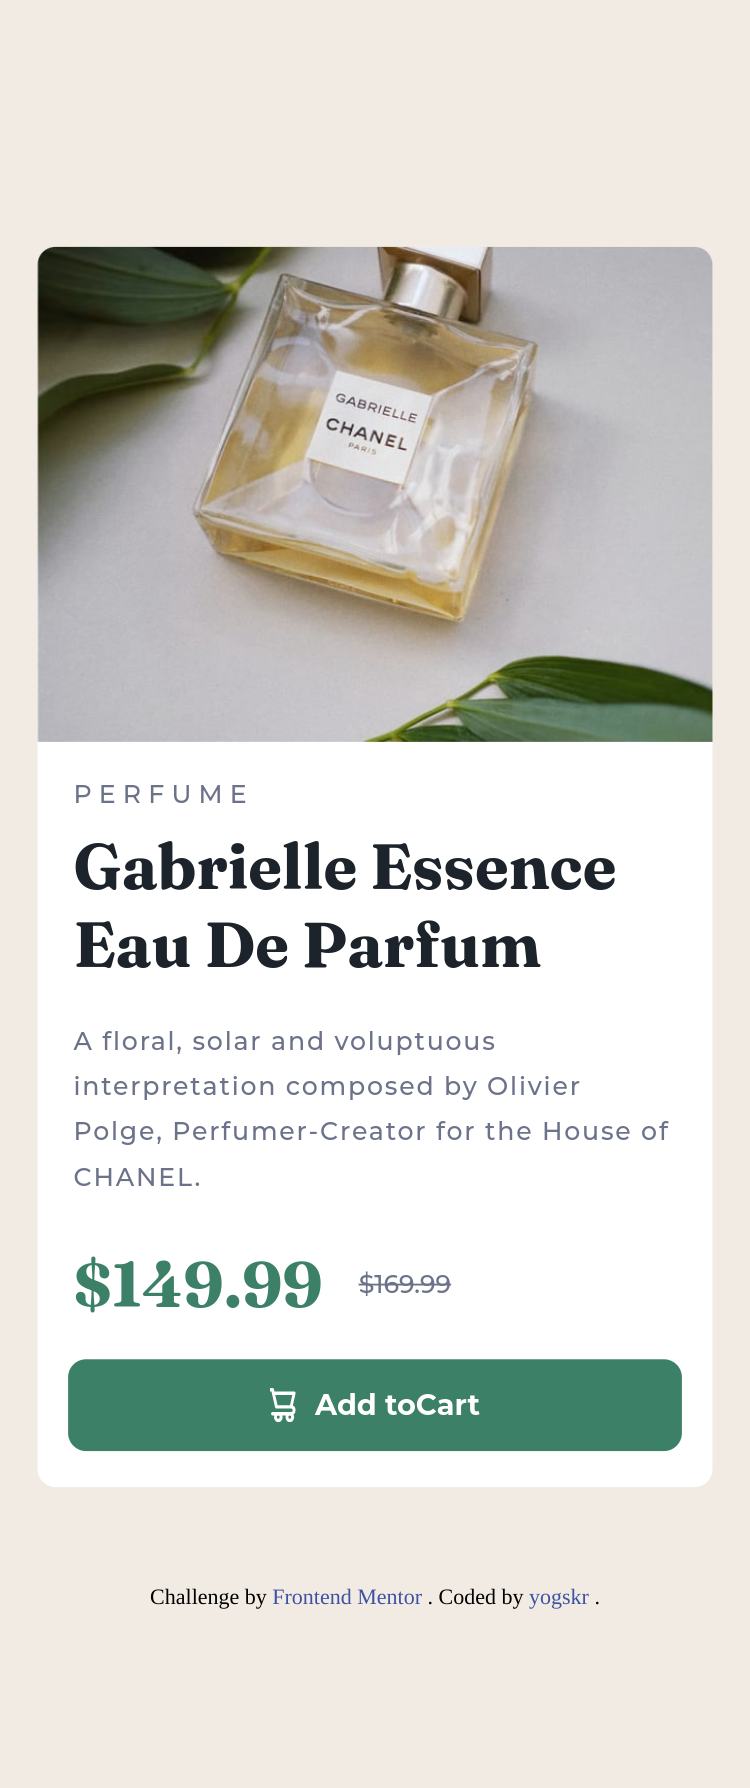 GABRIELLE
CHANEL
PARIS
PERFUME
Gabrielle Essence
Eau De Parfum
A floral, solar and voluptuous
interpretation composed by Olivier
Polge, Perfumer-Creator for the House of
CHANEL.
$149.99 $169.99
Add toCart
Challenge by Frontend Mentor . Coded by yogskr .